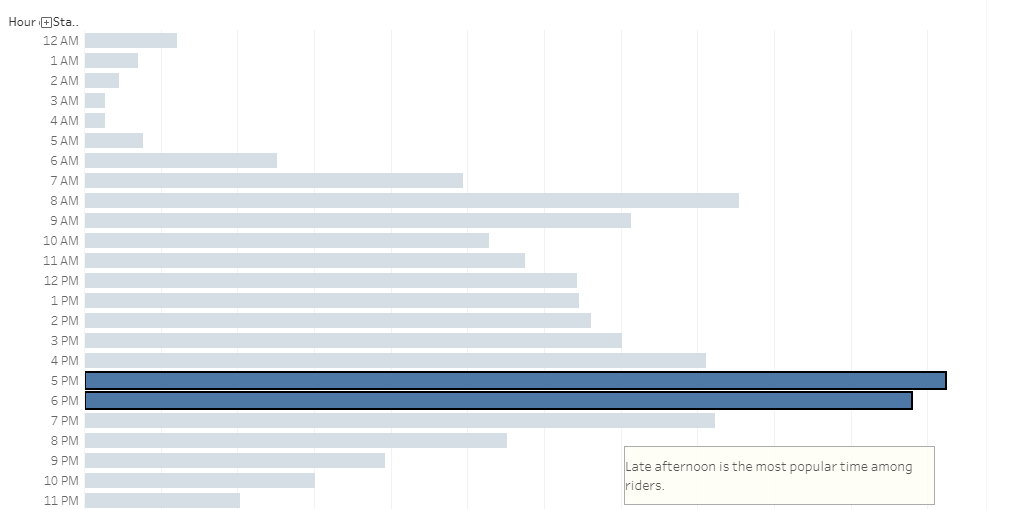 Hour Sta..
12 AM
1 AM
2 AM
3 AM
4 AM
5 AM
6 AM
7 AM
8 AM
9 AM
10 AM
11 AM
12 PM
1 PM
2 PM
3 PM
4 PM
5 PM
6 PM
7 PM
8 PM
9 PM
10 PM
11 PM
Late afternoon is the most popular time among
riders.